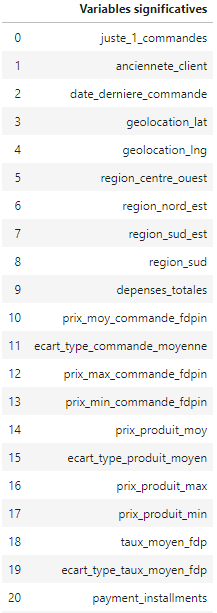 Variables significatives
0 juste_1_commandes
1 anciennete_client
2 date_derniere_commande
3 geolocation_lat
4 geolocation_lng
5 region_centre_ouest
6 region_nord_est
7 region_sud_est
8 region_sud
9 depenses_totales
10 prix_moy_commande_fdpin
11 ecart_type_commande_moyenne
12 prix_max_commande_fdpin
13 prix_min_commande_fdpin
14 prix_produit_moy
15 ecart_type_produit_moyen
16 prix_produit_max
17 prix_produit_min
18 taux_moyen_fdp
19 ecart_type_taux_moyen_fdp
20 payment_installments